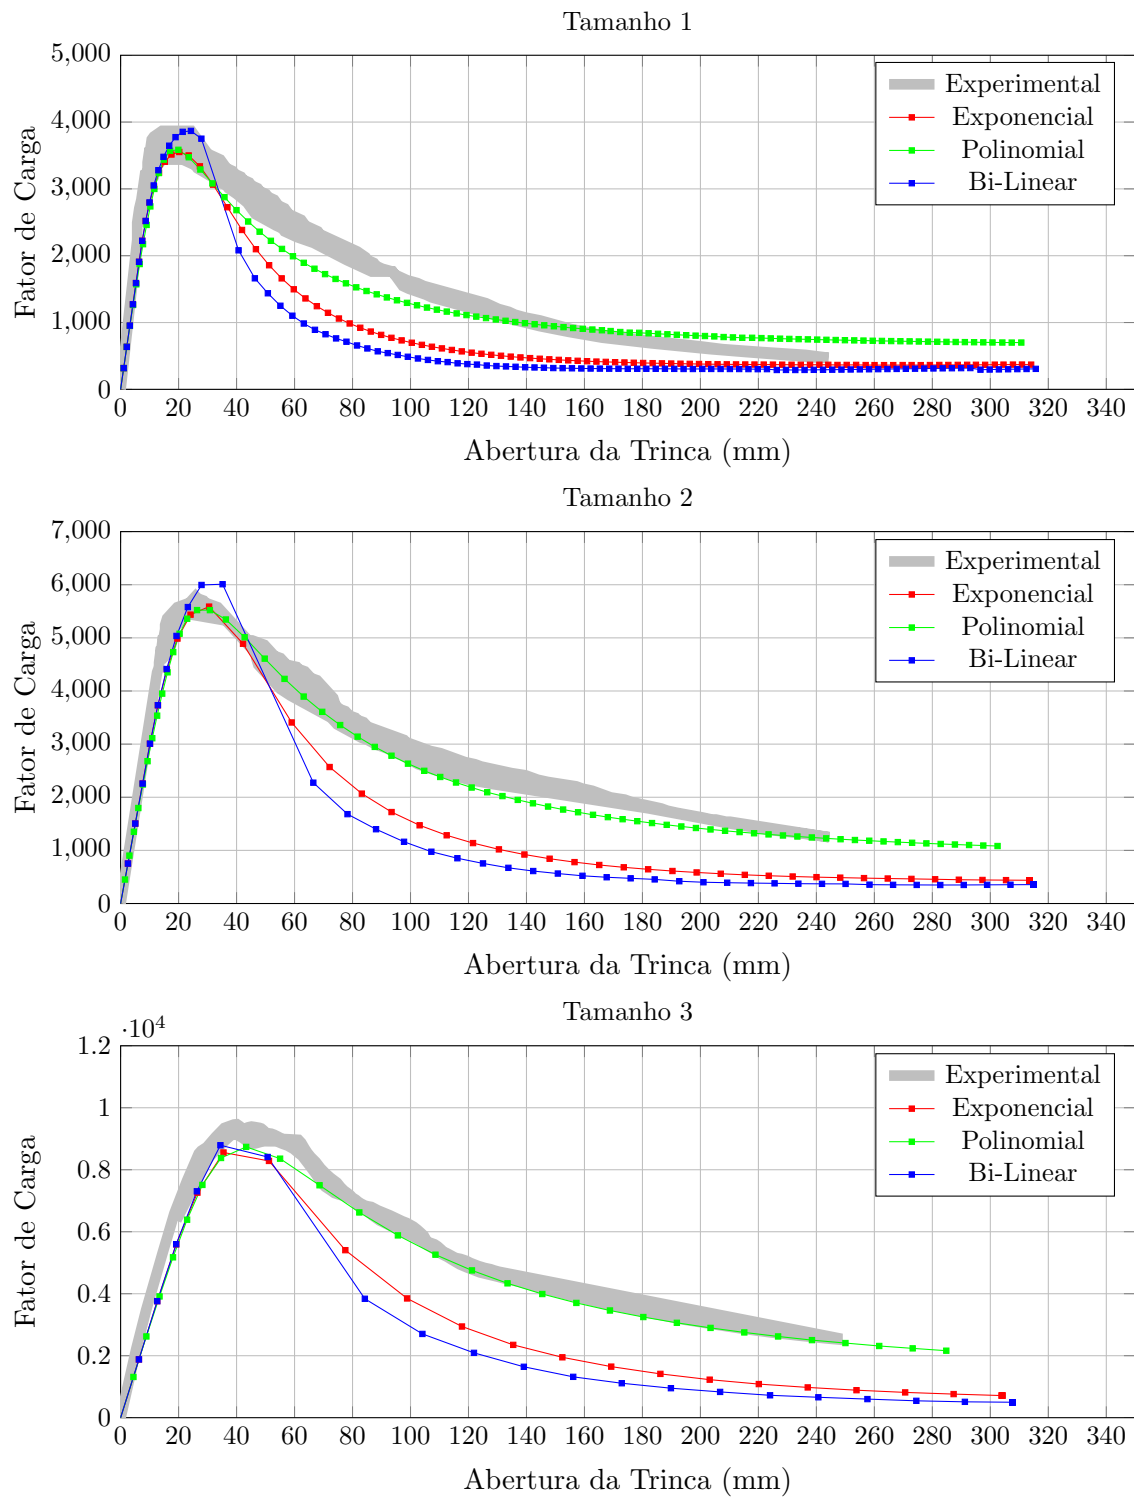 Tamanho 1
5,000
4,000
3,000
2,000
1,000
0
Fator de Carga
Experimental
Exponencial
Polinomial
Bi-Linear
0 20 40 60 80 100 120 140 160 180 200 220 240 260 280 300 320 340
Abertura da Trinca (mm)
Tamanho 2
7,000
6,000
5,000
4,000
3,000
2,000
1,000
0
Fator de Carga
Experimental
Exponencial
Polinomial
Bi-Linear
0 20 40 60 80 100 120 140 160 180 200 220 240 260 280 300 320 340
Abertura da Trinca (mm)
Tamanho 3
·10⁴
1.2
1
0.8
0.6
0.4
0.2
0
Fator de Carga
Experimental
Exponencial
Polinomial
Bi-Linear
0 20 40 60 80 100 120 140 160 180 200 220 240 260 280 300 320 340
Abertura da Trinca (mm)